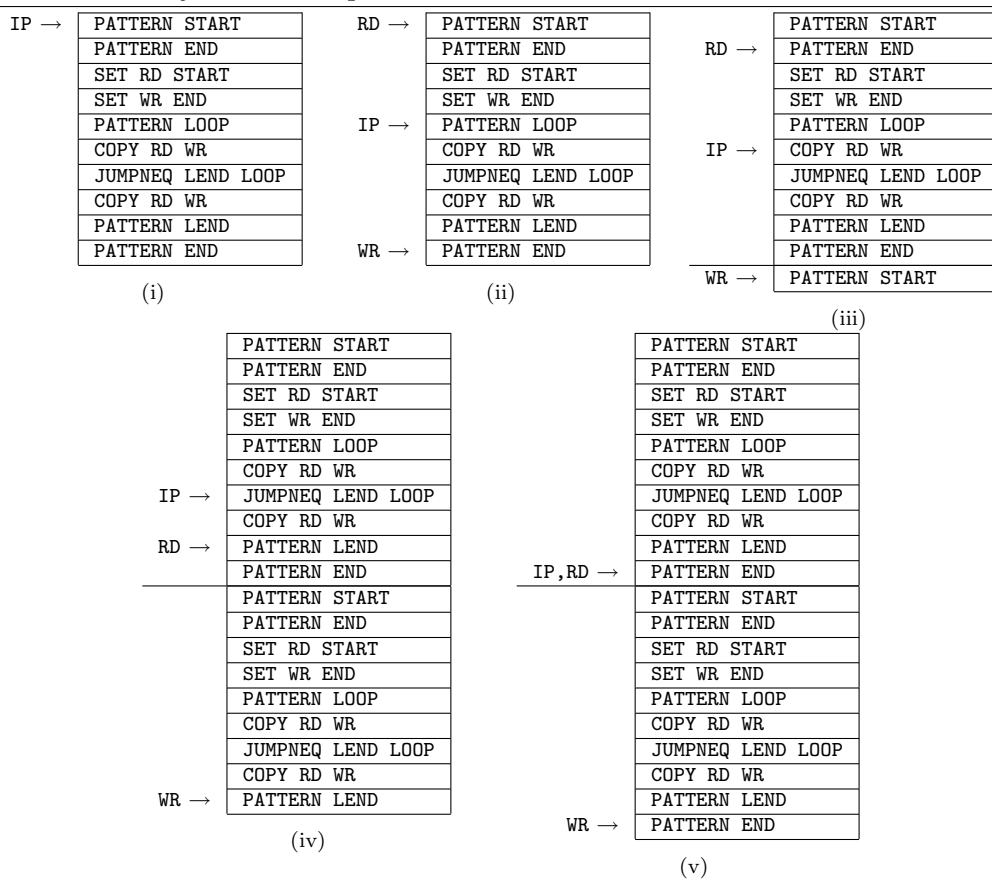 IP → PATTERN START
PATTERN END
SET RD START
SET WR END
PATTERN LOOP
COPY RD WR
JUMPNEQ LEND LOOP
COPY RD WR
PATTERN LEND
PATTERN END
(i)
RD → PATTERN START
PATTERN END
SET RD START
SET WR END
IP → PATTERN LOOP
COPY RD WR
JUMPNEQ LEND LOOP
COPY RD WR
PATTERN LEND
WR → PATTERN END
(ii)
PATTERN START
RD → PATTERN END
SET RD START
SET WR END
PATTERN LOOP
IP → COPY RD WR
JUMPNEQ LEND LOOP
COPY RD WR
PATTERN LEND
PATTERN END
WR → PATTERN START
(iii)
PATTERN START
PATTERN END
SET RD START
SET WR END
PATTERN LOOP
COPY RD WR
IP → JUMPNEQ LEND LOOP
COPY RD WR
RD → PATTERN LEND
PATTERN END
PATTERN START
PATTERN END
SET RD START
SET WR END
PATTERN LOOP
COPY RD WR
JUMPNEQ LEND LOOP
COPY RD WR
WR → PATTERN LEND
(iv)
PATTERN START
PATTERN END
SET RD START
SET WR END
PATTERN LOOP
COPY RD WR
JUMPNEQ LEND LOOP
COPY RD WR
PATTERN LEND
IP,RD → PATTERN END
PATTERN START
PATTERN END
SET RD START
SET WR END
PATTERN LOOP
COPY RD WR
JUMPNEQ LEND LOOP
COPY RD WR
PATTERN LEND
WR → PATTERN END
(v)